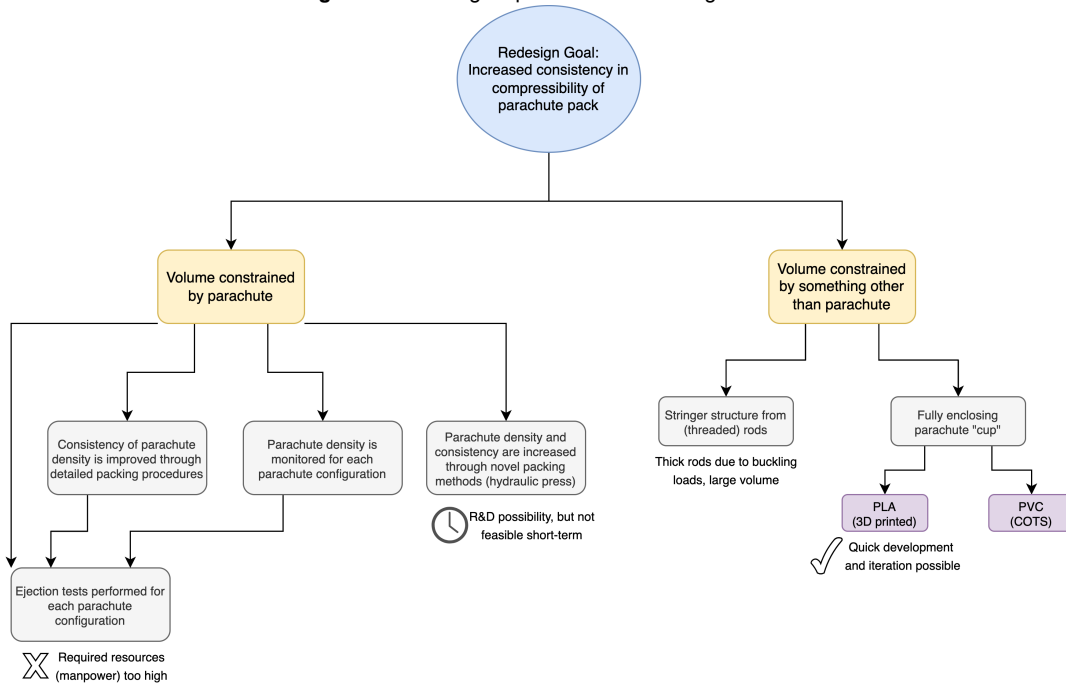 Redesign Goal:
Increased consistency in
compressibility of
parachute pack
Volume constrained
by parachute
Volume constrained
by something other
than parachute
Consistency of parachute
density is improved through
detailed packing procedures
Parachute density is
monitored for each
parachute configuration
Parachute density and
consistency are increased
through novel packing
methods (hydraulic press)
R&D possibility, but not
feasible short-term
Stringer structure from
(threaded) rods
Thick rods due to buckling
loads, large volume
Fully enclosing
parachute "cup"
PLA
(3D printed)
PVC
(COTS)
Quick development
and iteration possible
Ejection tests performed for
each parachute
configuration
Required resources
(manpower) too high